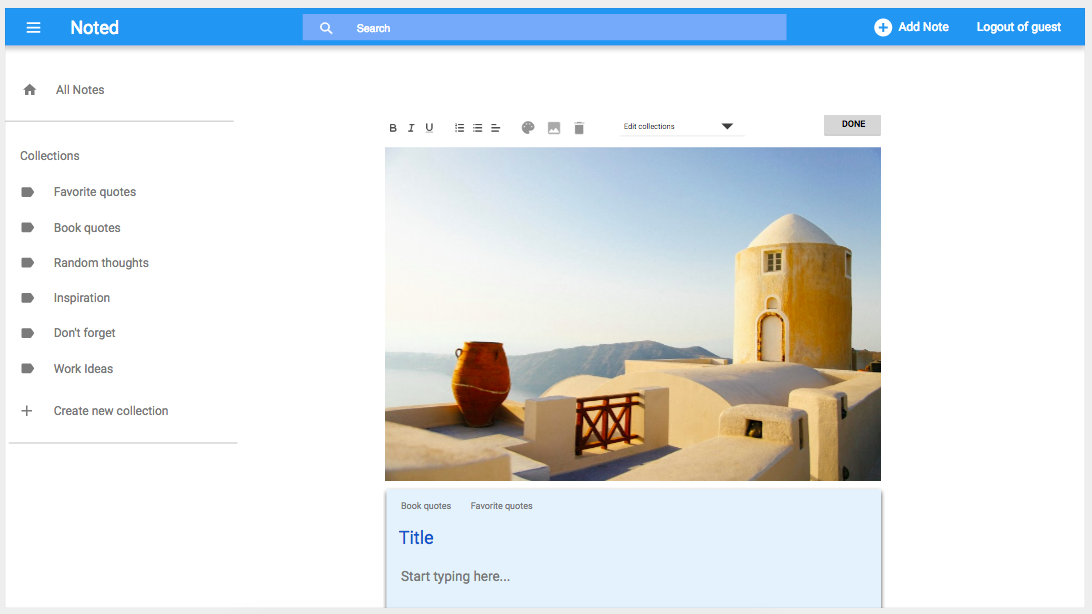 Noted
Search
Add Note
Logout of guest
All Notes
Collections
Favorite quotes
Book quotes
Random thoughts
Inspiration
Don't forget
Work Ideas
Create new collection
B I U
Edit collections
DONE
Book quotes Favorite quotes
Title
Start typing here...